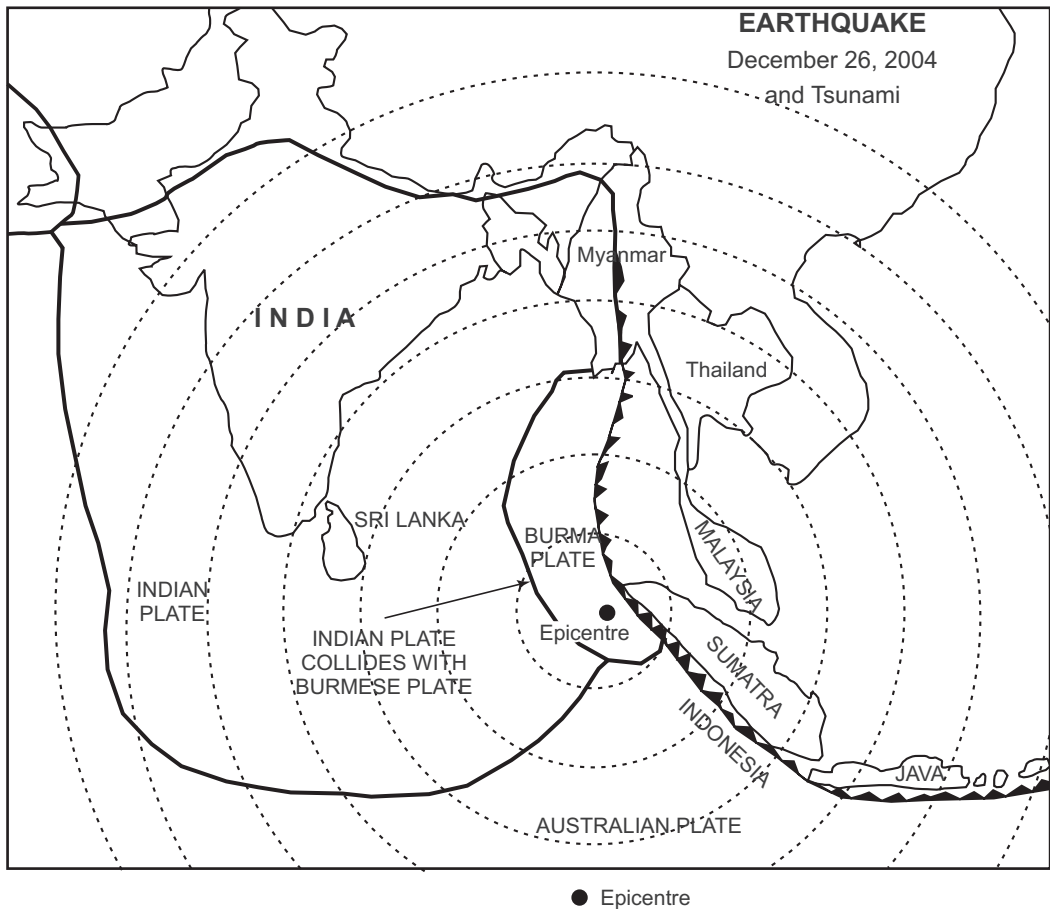 EARTHQUAKE
December 26, 2004
and Tsunami
Myanmar
INDIA
Thailand
SRI LANKA
BURMA
PLATE
MALAYSIA
INDIAN
PLATE
Epicentre
INDIAN PLATE
COLLIDES WITH
BURMESE PLATE
SUMATRA
INDONESIA
JAVA
AUSTRALIAN PLATE
Epicentre